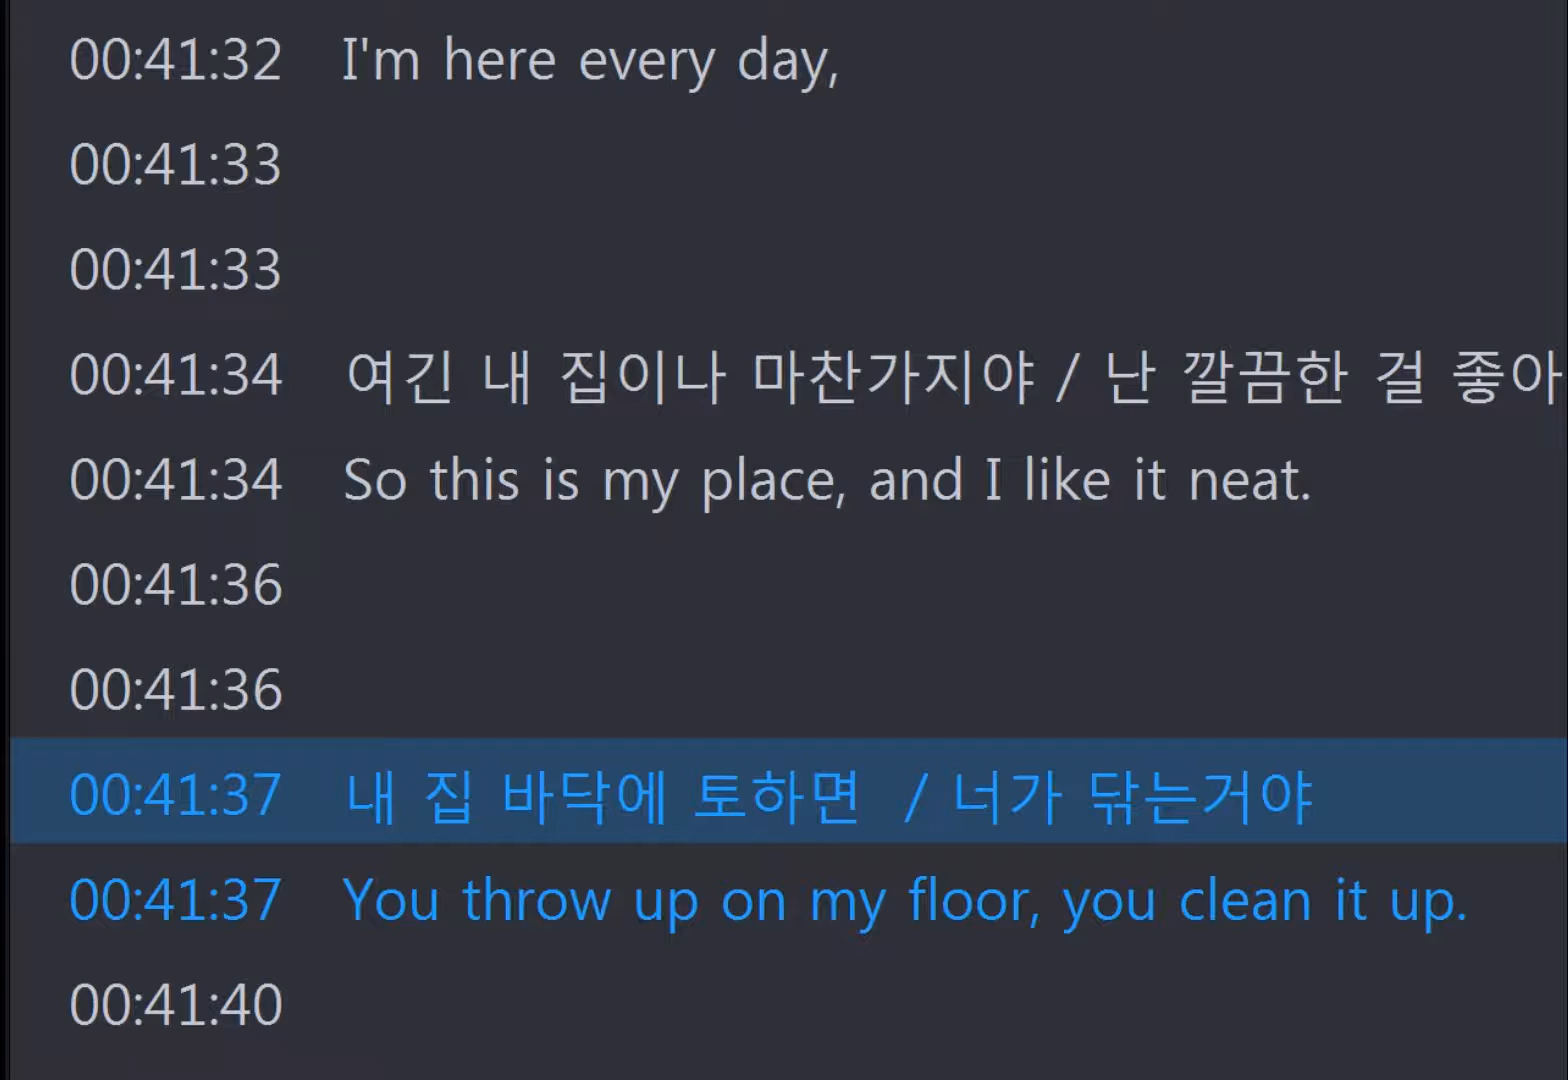 00:41:32 I'm here every day,
00:41:33
00:41:33
00:41:34 여긴 내 집이나 마찬가지야 / 난 깔끔한 걸 좋아
00:41:34 So this is my place, and I like it neat.
00:41:36
00:41:36
00:41:37 내 집 바닥에 토하면 / 너가 닦는거야
00:41:37 You throw up on my floor, you clean it up.
00:41:40